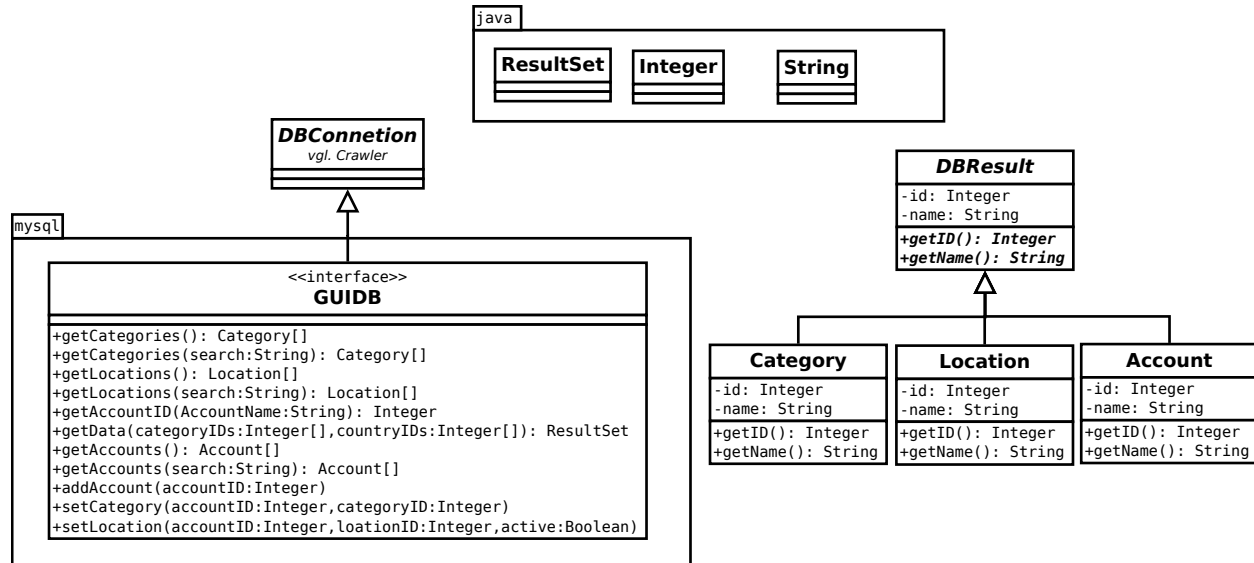 java
ResultSet
Integer
String
DBConnetion
vgl. Crawler
mysql
<<interface>>
GUIDB
+getCategories(): Category[]
+getCategories(search:String): Category[]
+getLocations(): Location[]
+getLocations(search:String): Location[]
+getAccountID(AccountName:String): Integer
+getData(categoryIDs:Integer[],countryIDs:Integer[]): ResultSet
+getAccounts(): Account[]
+getAccounts(search:String): Account[]
+addAccount(accountID:Integer)
+setCategory(accountID:Integer,categoryID:Integer)
+setLocation(accountID:Integer,loationID:Integer,active:Boolean)
DBResult
-id: Integer
-name: String
+getID(): Integer
+getName(): String
Category
-id: Integer
-name: String
+getID(): Integer
+getName(): String
Location
-id: Integer
-name: String
+getID(): Integer
+getName(): String
Account
-id: Integer
-name: String
+getID(): Integer
+getName(): String